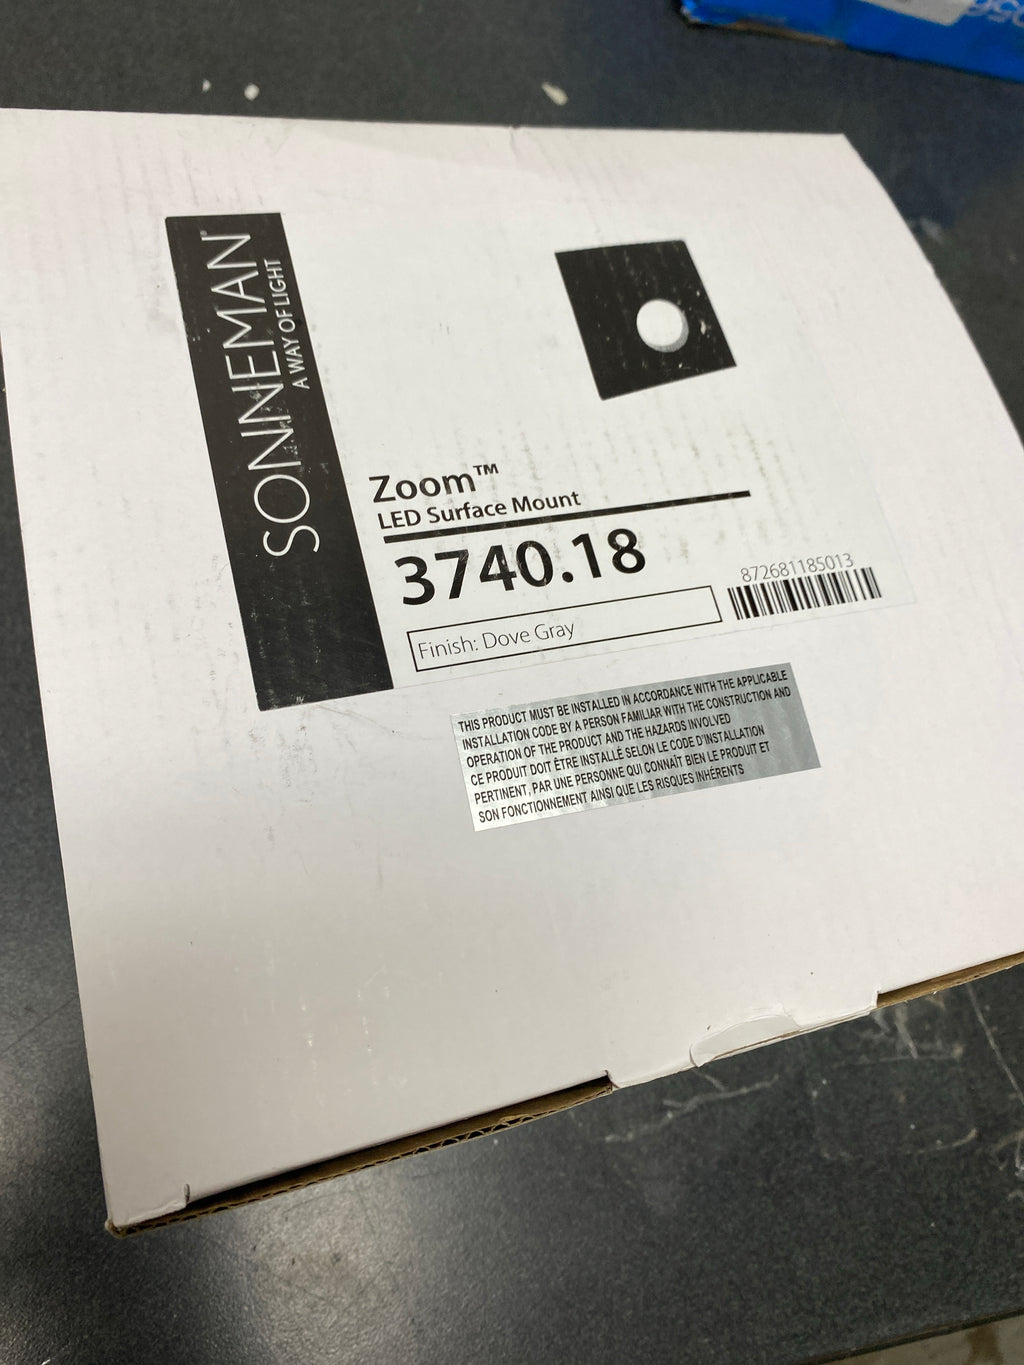 SONNEMAN®
A WAY OF LIGHT
Zoom™
LED Surface Mount
3740.18
Finish: Dove Gray
872681185013
THIS PRODUCT MUST BE INSTALLED IN ACCORDANCE WITH THE APPLICABLE
INSTALLATION CODE BY A PERSON FAMILIAR WITH THE CONSTRUCTION AND
OPERATION OF THE PRODUCT AND THE HAZARDS INVOLVED
CE PRODUIT DOIT ÊTRE INSTALLÉ SELON LE CODE D'INSTALLATION
PERTINENT, PAR UNE PERSONNE QUI CONNAÎT BIEN LE PRODUIT ET
SON FONCTIONNEMENT AINSI QUE LES RISQUES INHÉRENTS